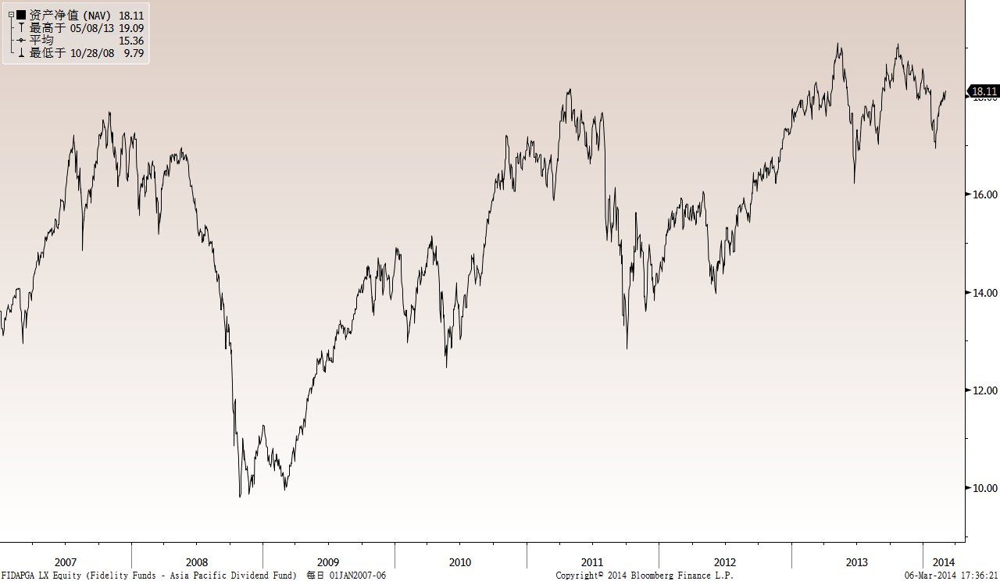 资产净值 (NAV) 18.11
最高于 05/08/13 19.09
平均 15.36
最低于 10/28/08 9.79
18.11
18.00
16.00
14.00
12.00
10.00
2007 2008 2009 2010 2011 2012 2013 2014
FIDAPGA LX Equity (Fidelity Funds - Asia Pacific Dividend Fund) 每日 01JAN2007-06 Copyright© 2014 Bloomberg Finance L.P. 06-Mar-2014 17:36:21